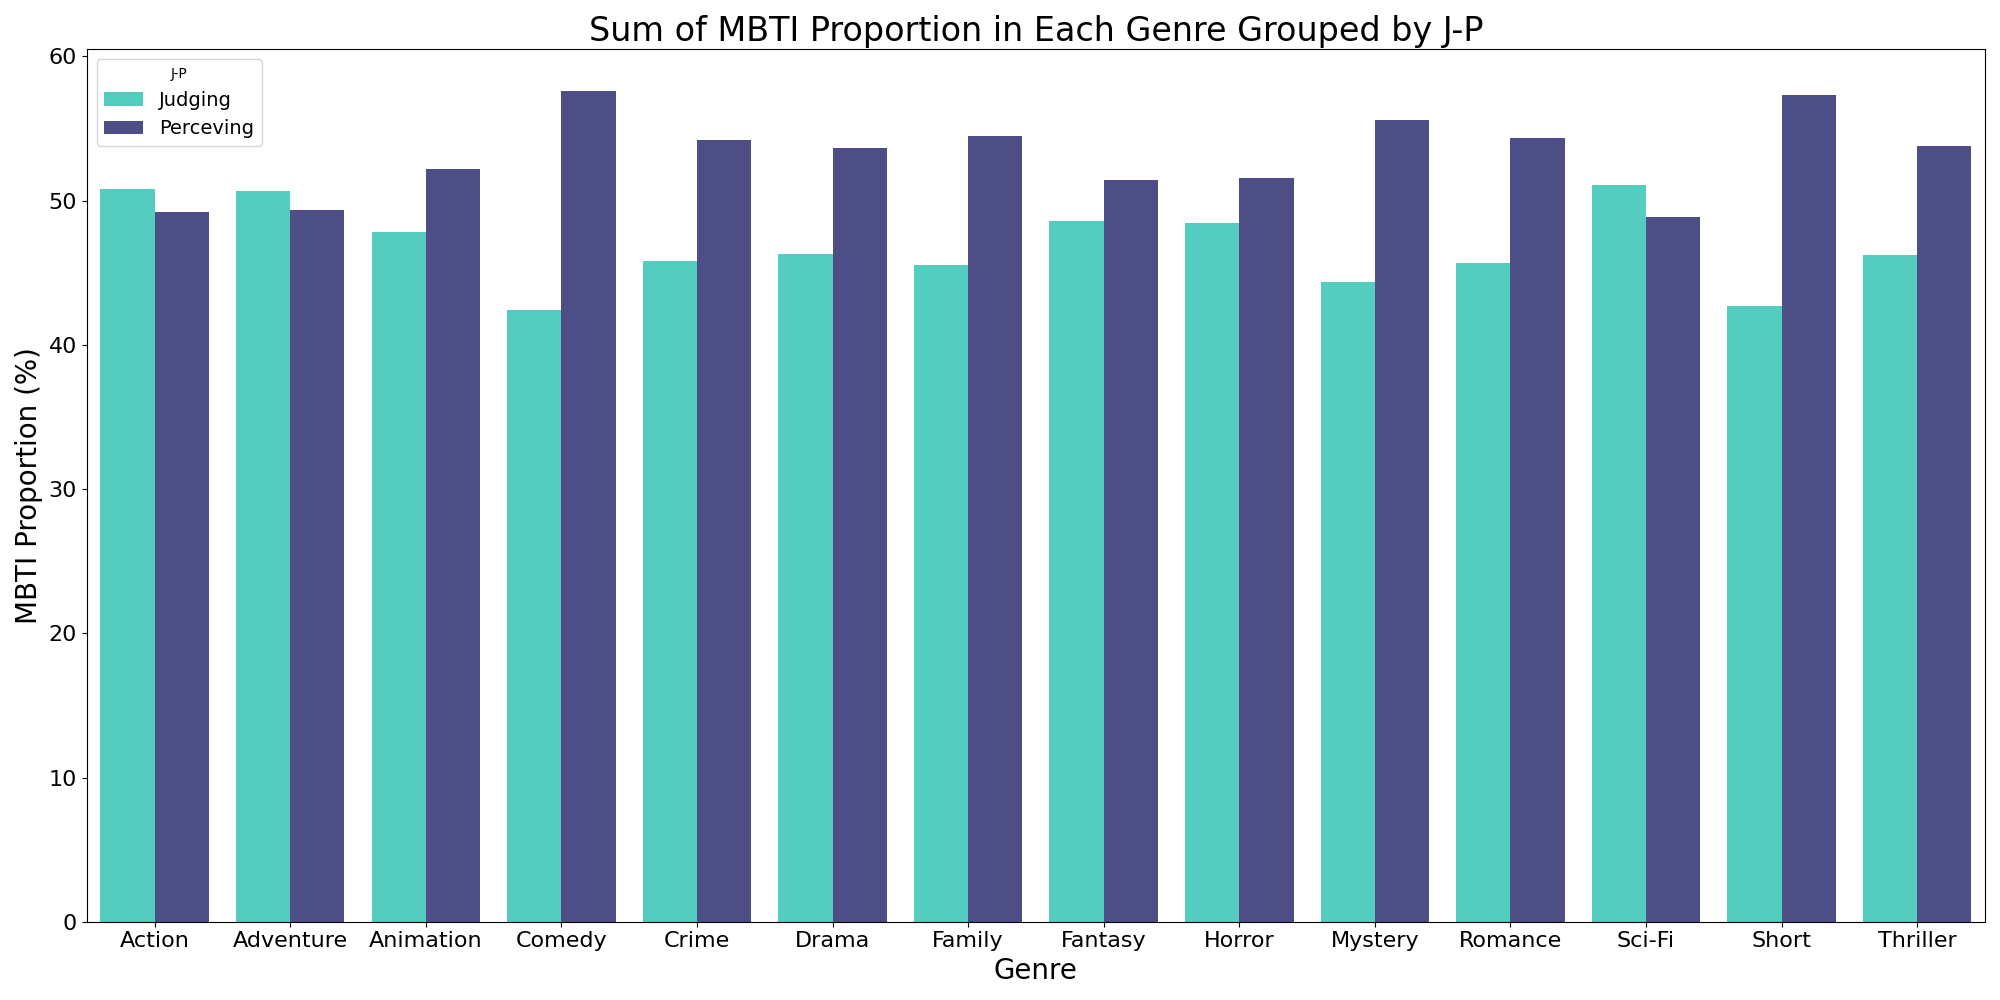 Sum of MBTI Proportion in Each Genre Grouped by J-P
J-P
Judging
Perceving
MBTI Proportion (%)
60
50
40
30
20
10
0
Action Adventure Animation Comedy Crime Drama Family Fantasy Horror Mystery Romance Sci-Fi Short Thriller
Genre